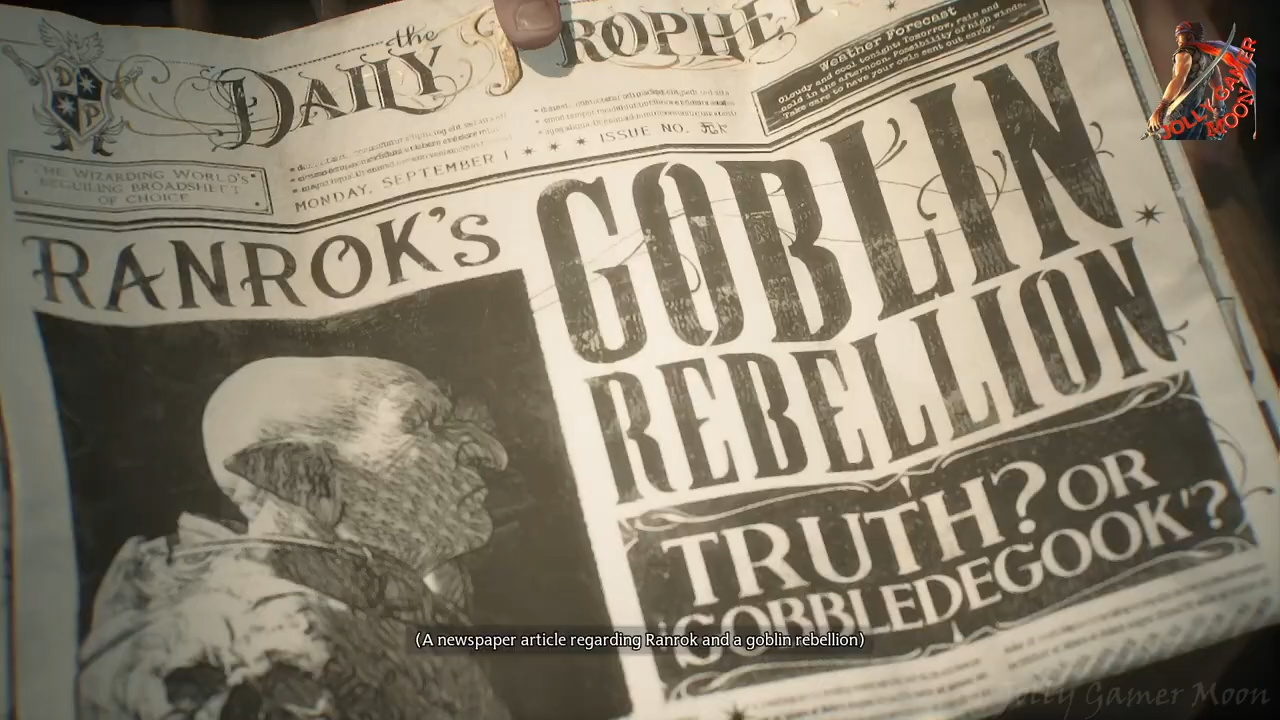 the
DAILY PROPHET
D P
THE WIZARDING WORLD'S
BEGUILING BROADSHEET
OF CHOICE
MONDAY, SEPTEMBER 1
ISSUE NO.
Weather Forecast
Cloudy and cool tonight. Tomorrow, rain and
cold in the afternoon. Possibility of high winds.
Take care to have your owls sent out early.
RANROK'S
GOBLIN
REBELLION
TRUTH? OR
'GOBBLEDEGOOK'?
(A newspaper article regarding Ranrok and a goblin rebellion)
JOLLY GAMER
MOON
Jolly Gamer Moon